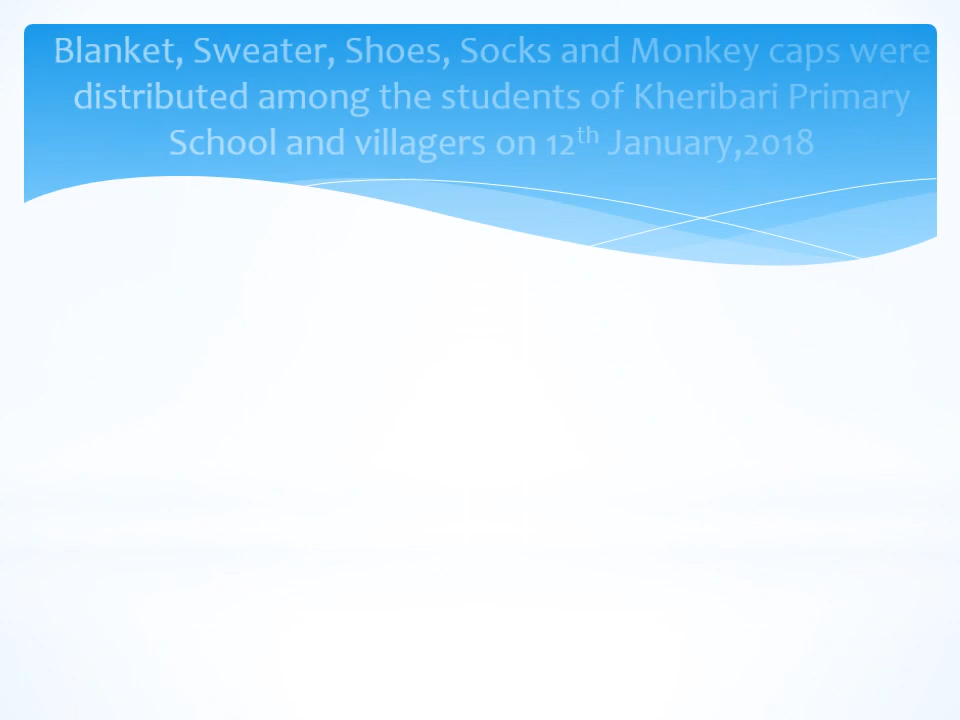 Blanket, Sweater, Shoes, Socks and Monkey caps were
distributed among the students of Kheribari Primary
School and villagers on 12th January,2018